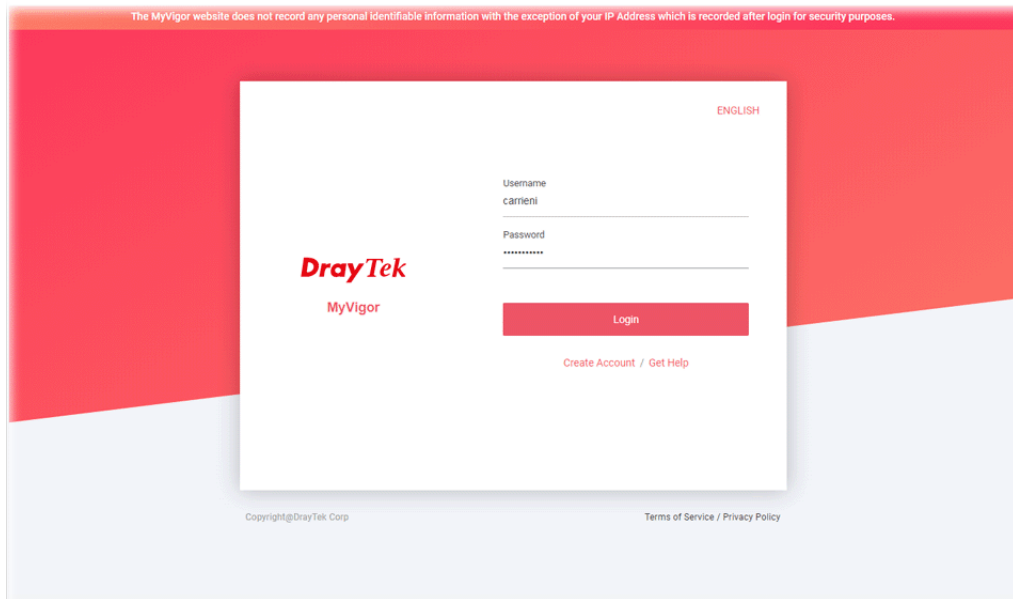 The MyVigor website does not record any personal identifiable information with the exception of your IP Address which is recorded after login for security purposes.
ENGLISH
Username
carrieni
Password
•••••••••••
DrayTek
MyVigor
Login
Create Account / Get Help
Copyright@DrayTek Corp
Terms of Service / Privacy Policy